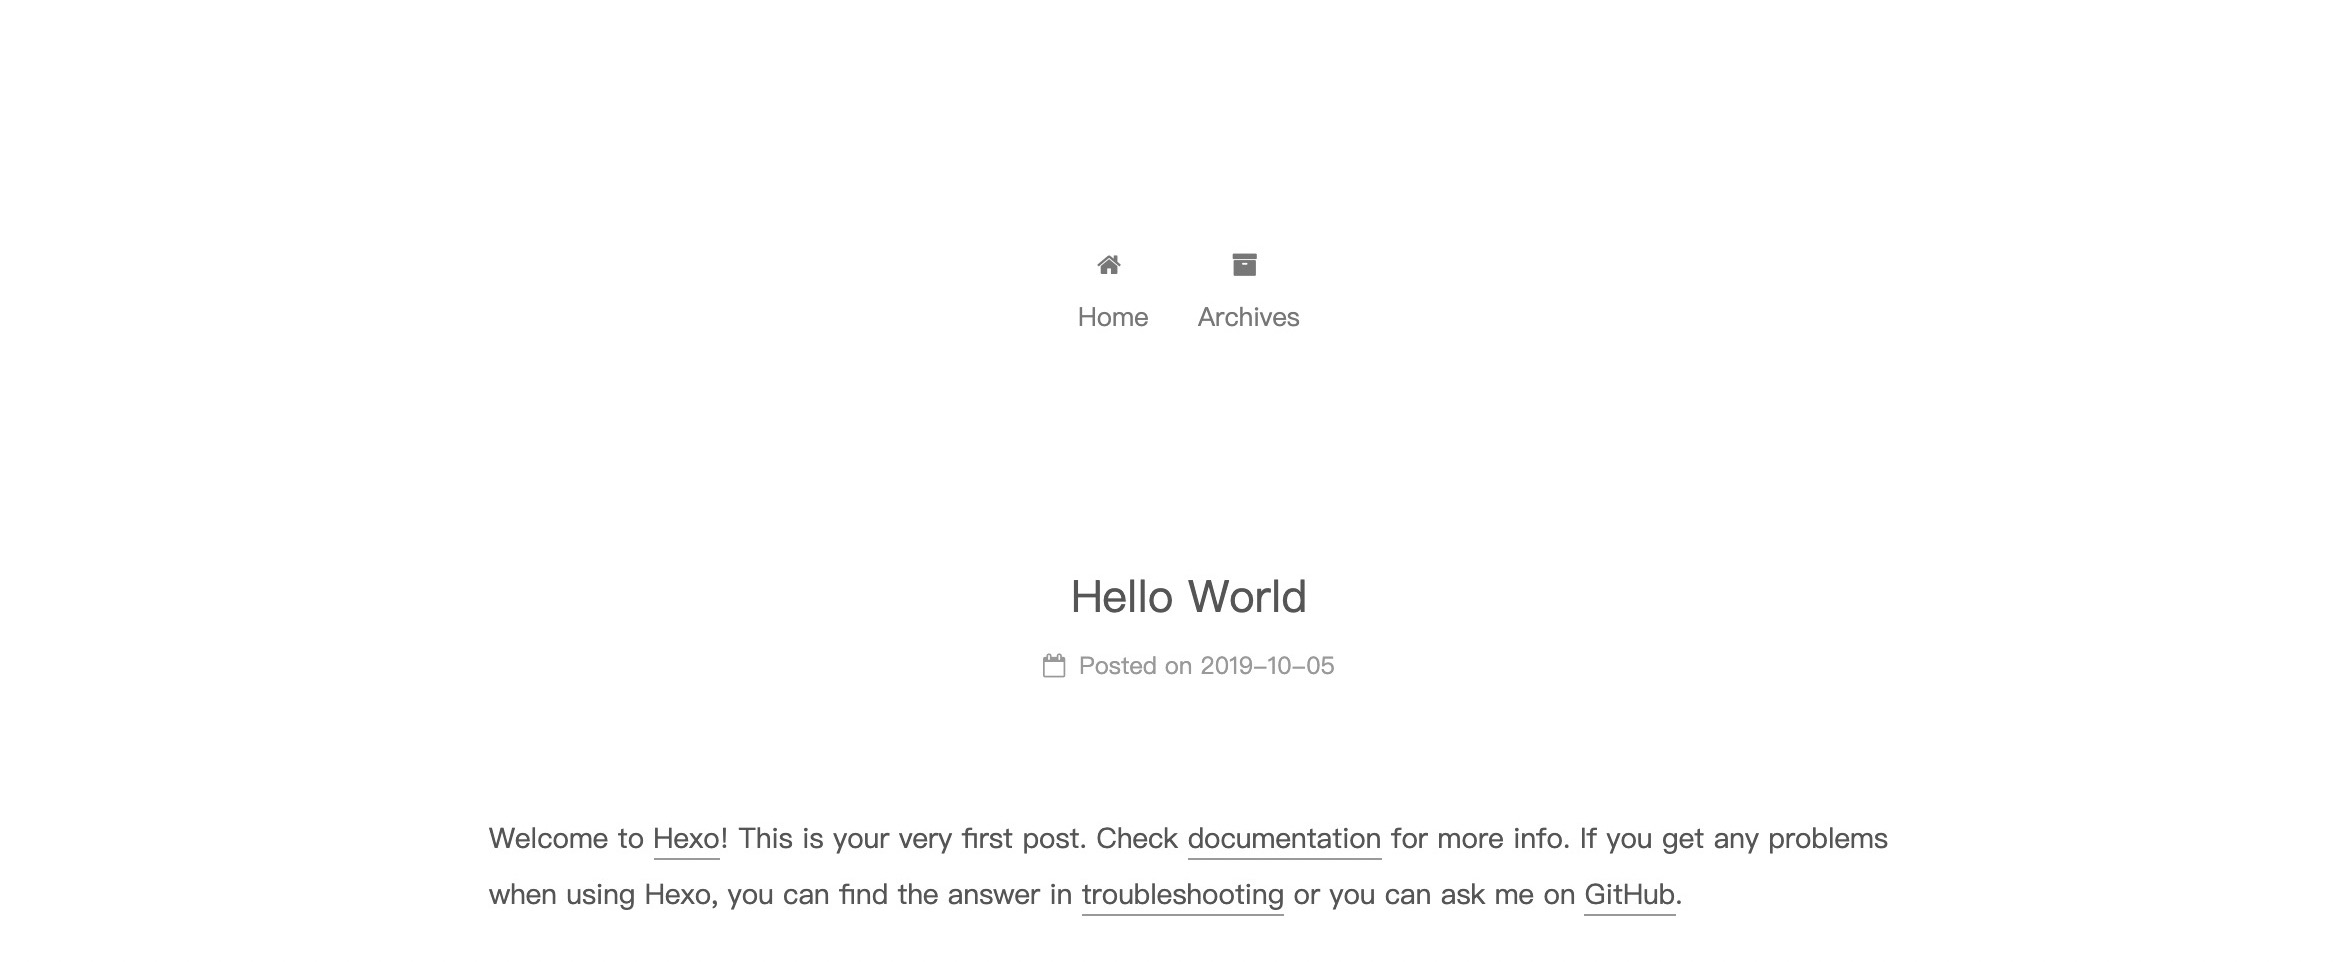 Home Archives
Hello World
Posted on 2019-10-05
Welcome to Hexo! This is your very first post. Check documentation for more info. If you get any problems
when using Hexo, you can find the answer in troubleshooting or you can ask me on GitHub.